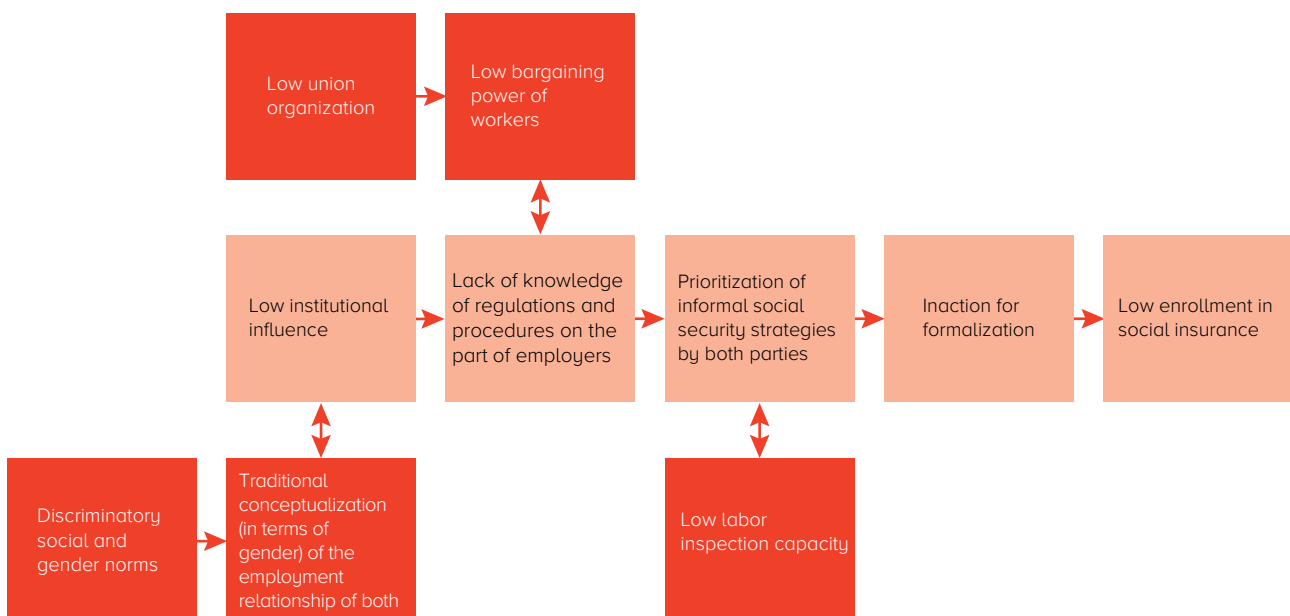 Low union
organization
Low bargaining
power of
workers
Low institutional
influence
Lack of knowledge
of regulations and
procedures on the
part of employers
Prioritization of
informal social
security strategies
by both parties
Inaction for
formalization
Low enrollment in
social insurance
Discriminatory
social and
gender norms
Traditional
conceptualization
(in terms of
gender) of the
employment
relationship of both
Low labor
inspection capacity